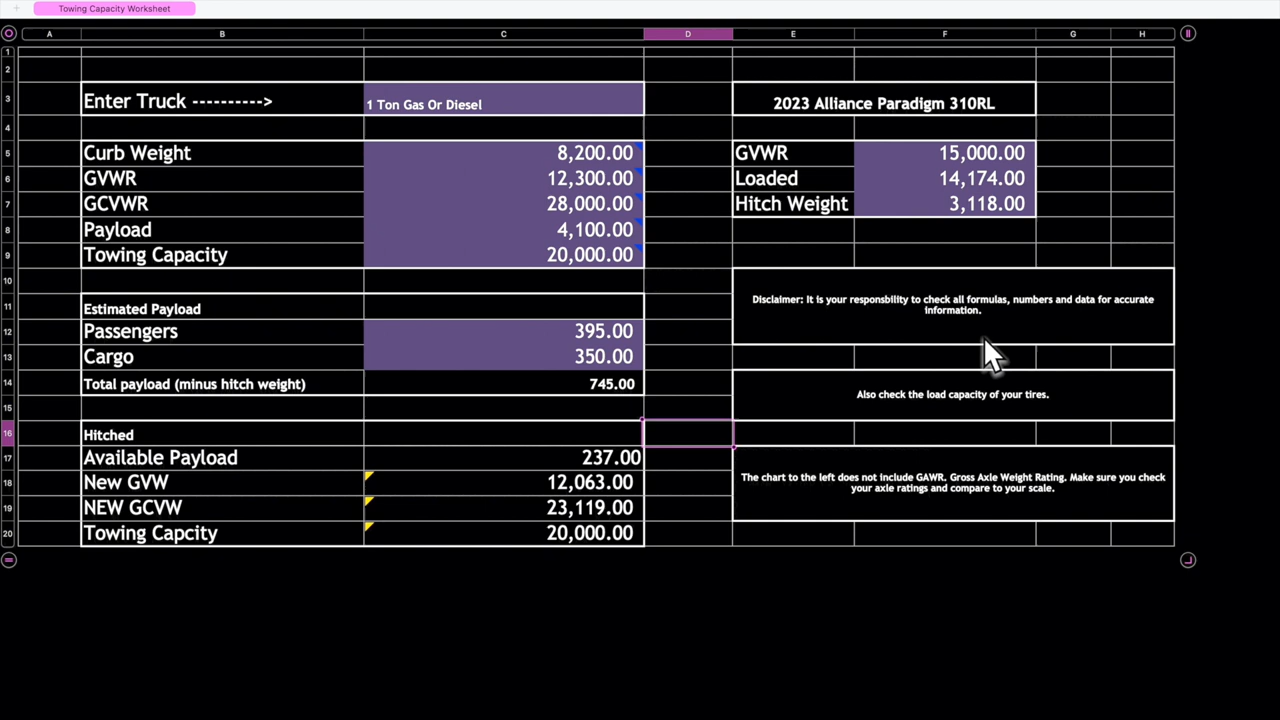 Towing Capacity Worksheet
A B C D E F G H
1
2
3 Enter Truck ----------> 1 Ton Gas Or Diesel 2023 Alliance Paradigm 310RL
4
5 Curb Weight 8,200.00 GVWR 15,000.00
6 GVWR 12,300.00 Loaded 14,174.00
7 GCVWR 28,000.00 Hitch Weight 3,118.00
8 Payload 4,100.00
9 Towing Capacity 20,000.00
10
11 Estimated Payload
Disclaimer: It is your responsbility to check all formulas, numbers and data for accurate
information.
12 Passengers 395.00
13 Cargo 350.00
14 Total payload (minus hitch weight) 745.00
Also check the load capacity of your tires.
15
16 Hitched
17 Available Payload 237.00
18 New GVW 12,063.00
The chart to the left does not include GAWR. Gross Axle Weight Rating. Make sure you check
your axle ratings and compare to your scale.
19 NEW GCVW 23,119.00
20 Towing Capcity 20,000.00